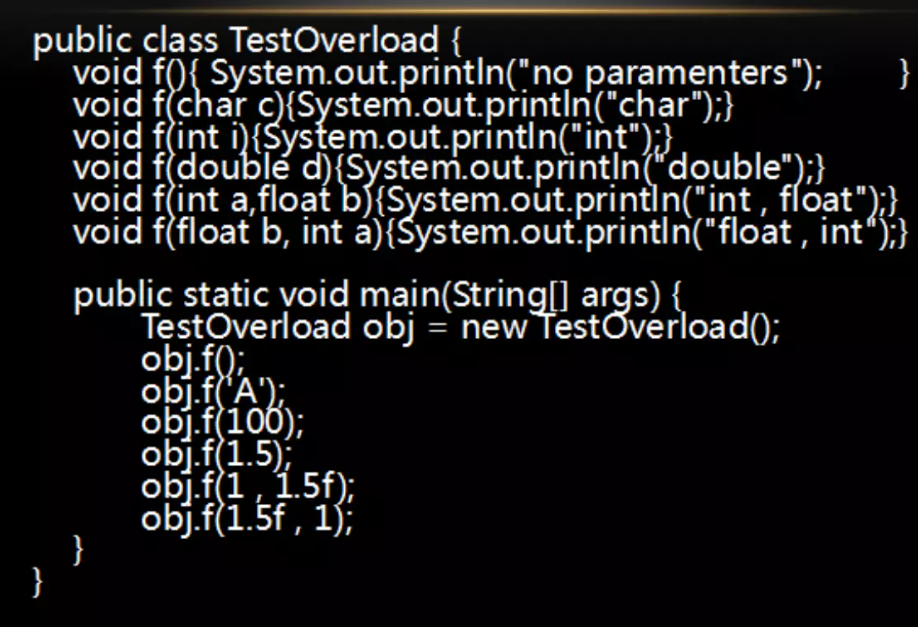 public class TestOverload {
void f(){ System.out.println("no paramenters"); }
void f(char c){System.out.println("char");}
void f(int i){System.out.println("int");}
void f(double d){System.out.println("double");}
void f(int a,float b){System.out.println("int , float");}
void f(float b, int a){System.out.println("float , int");}
public static void main(String[] args) {
TestOverload obj = new TestOverload();
obj.f();
obj.f('A');
obj.f(100);
obj.f(1.5);
obj.f(1 , 1.5f);
obj.f(1.5f , 1);
}
}